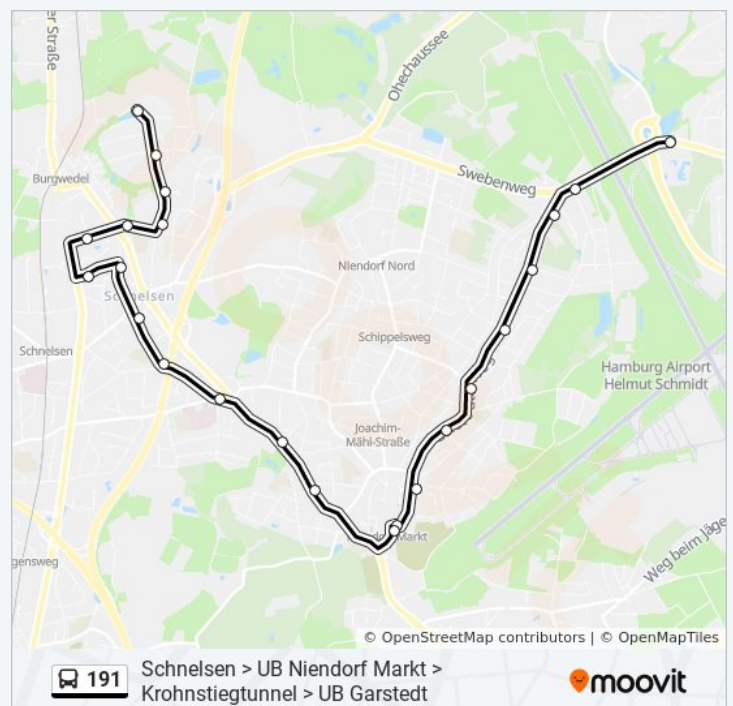 er Straße
Ohechaussee
Burgwedel
Swebenweg
Niendorf Nord
Schnelsen
Schnelsen
Schippelsweg
Hamburg Airport
Helmut Schmidt
Joachim-
Mähl-Straße
Markt
gensweg
Weg beim Jäge
© OpenStreetMap contributors | © OpenMapTiles
191 Schnelsen > UB Niendorf Markt >
Krohnstiegtunnel > UB Garstedt
moovit